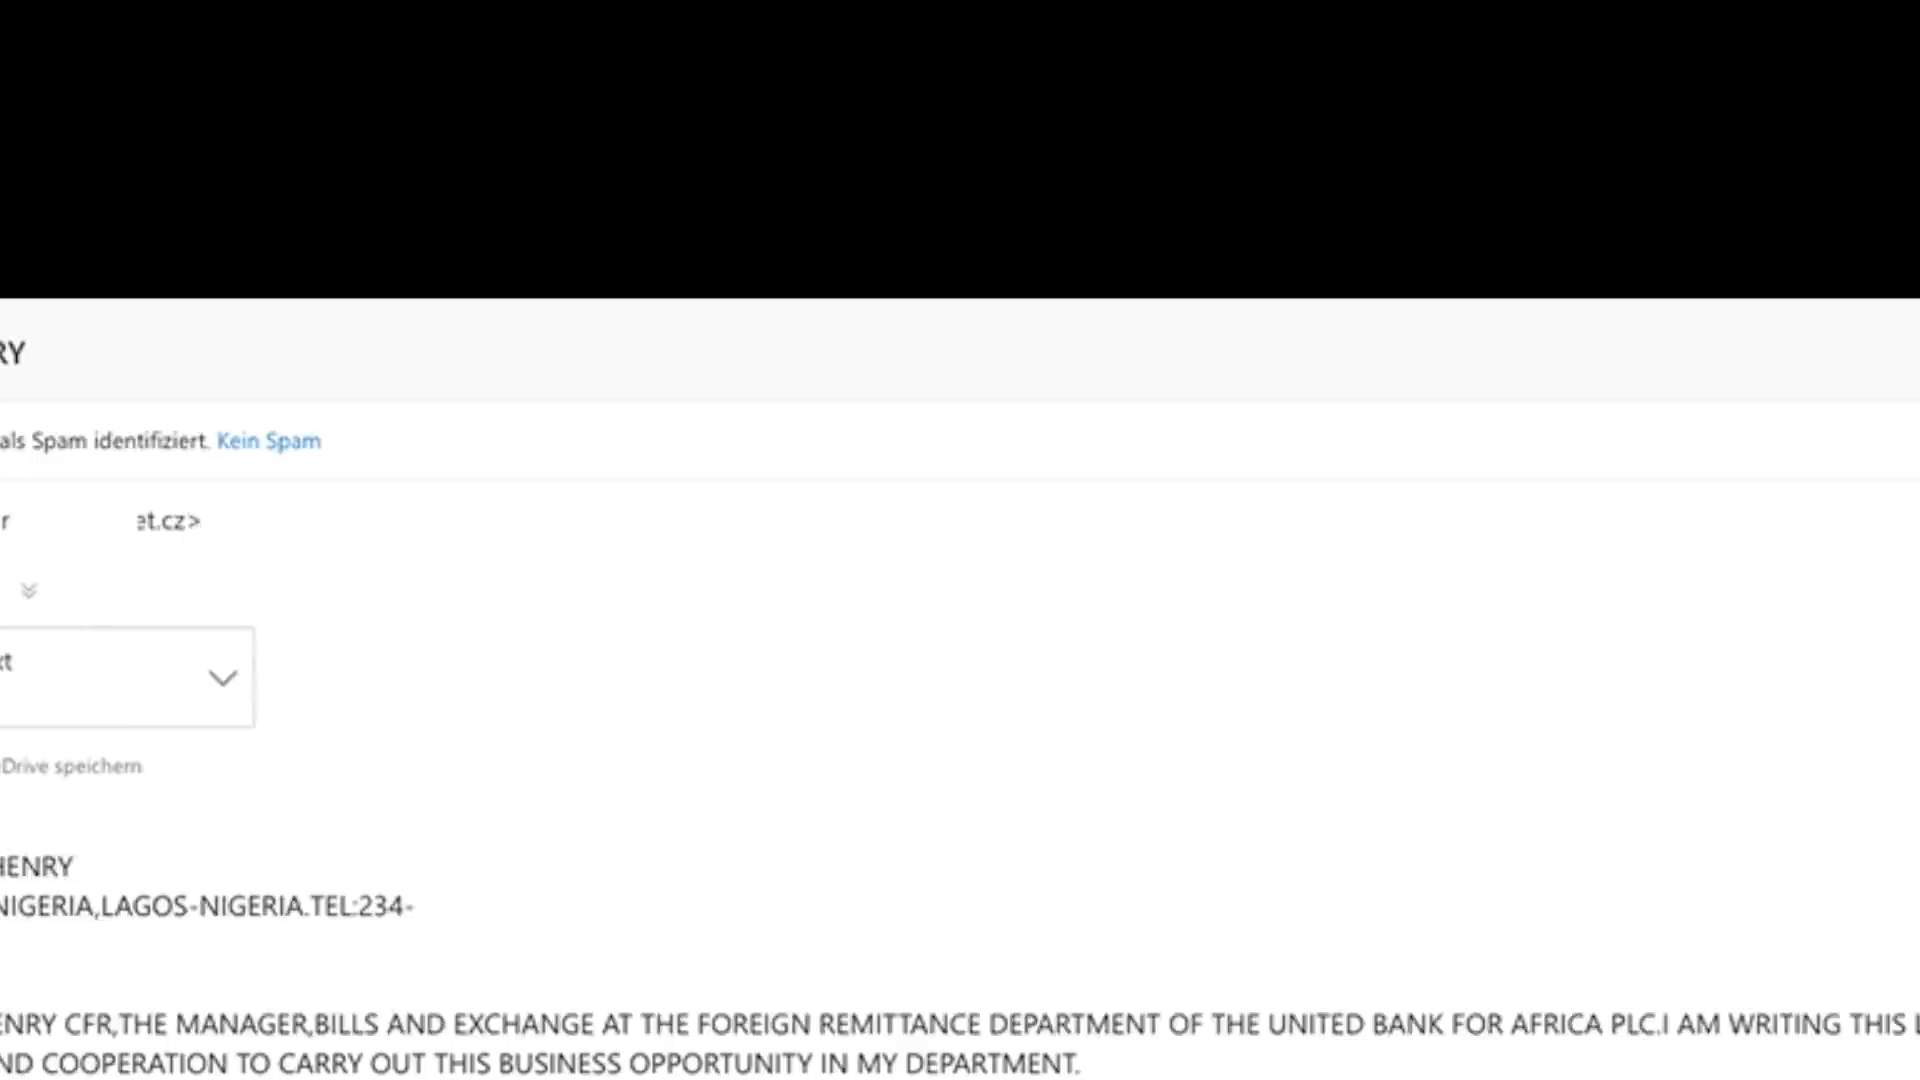 RY
als Spam identifiziert. Kein Spam
r et.cz>
xt
Drive speichern
HENRY
NIGERIA,LAGOS-NIGERIA.TEL:234-
ENRY CFR,THE MANAGER,BILLS AND EXCHANGE AT THE FOREIGN REMITTANCE DEPARTMENT OF THE UNITED BANK FOR AFRICA PLC.I AM WRITING THIS L
ND COOPERATION TO CARRY OUT THIS BUSINESS OPPORTUNITY IN MY DEPARTMENT.